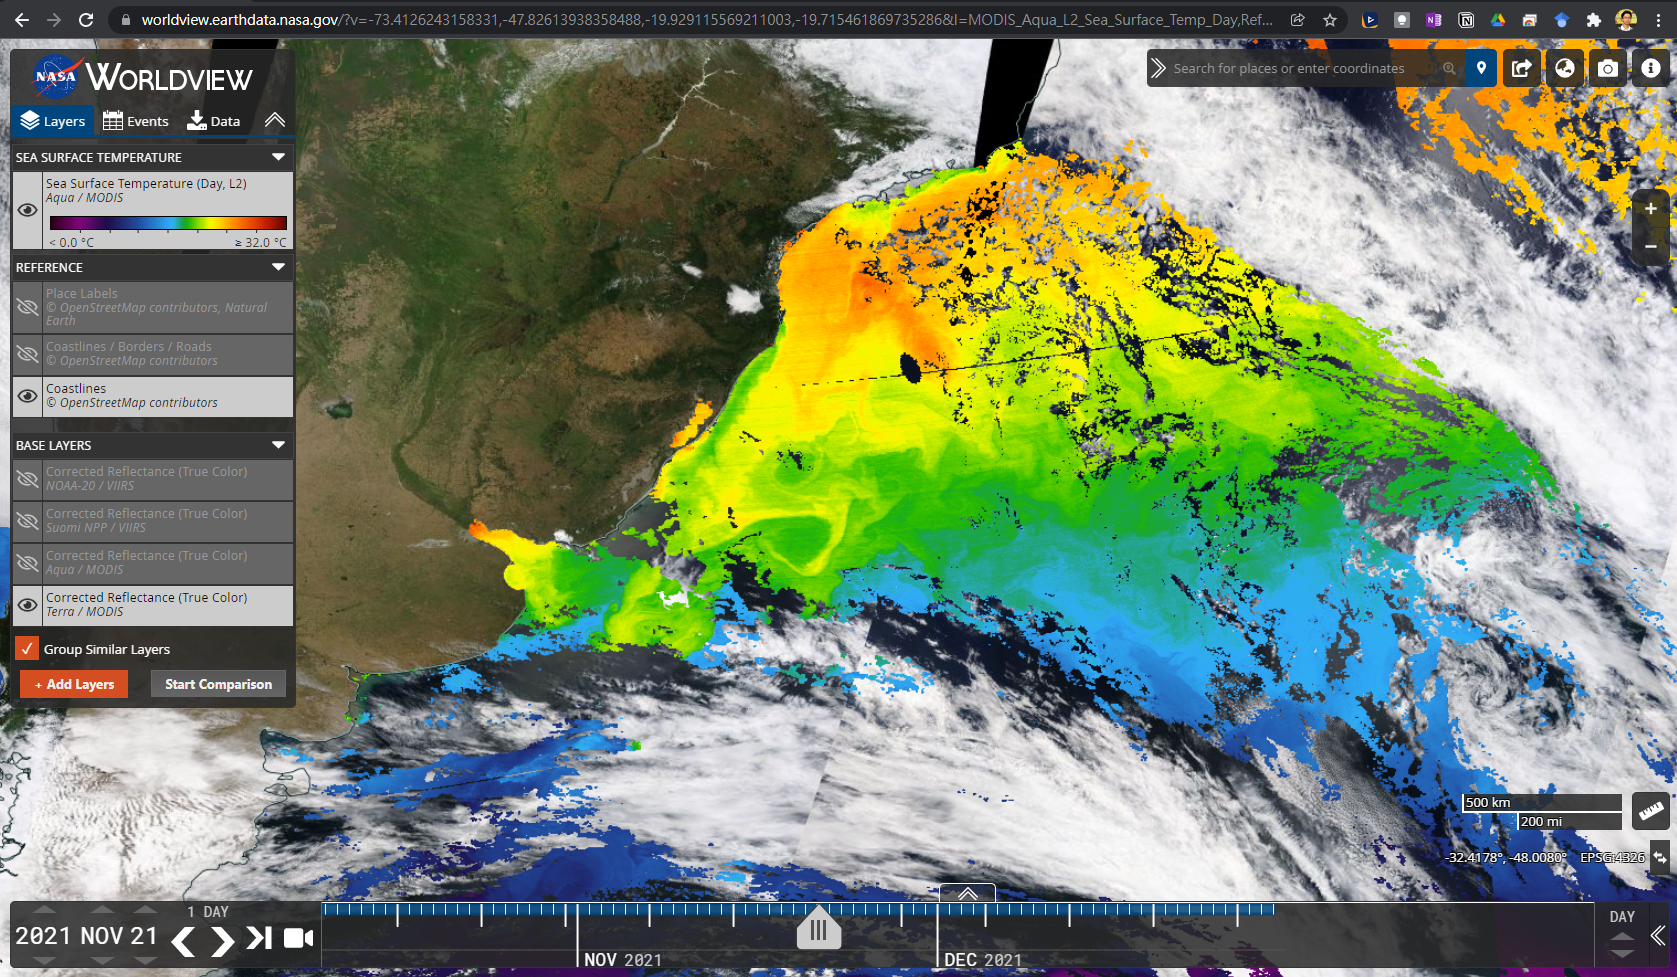 worldview.earthdata.nasa.gov/?v=-73.4126243158331,-47.82613938358488,-19.929115569211003,-19.715461869735286&l=MODIS_Aqua_L2_Sea_Surface_Temp_Day,Ref...
NASA WORLDVIEW
Search for places or enter coordinates
Layers Events Data
SEA SURFACE TEMPERATURE
Sea Surface Temperature (Day, L2)
Aqua / MODIS
< 0.0 °C ≥ 32.0 °C
REFERENCE
Place Labels
© OpenStreetMap contributors, Natural
Earth
Coastlines / Borders / Roads
© OpenStreetMap contributors
Coastlines
© OpenStreetMap contributors
BASE LAYERS
Corrected Reflectance (True Color)
NOAA-20 / VIIRS
Corrected Reflectance (True Color)
Suomi NPP / VIIRS
Corrected Reflectance (True Color)
Aqua / MODIS
Corrected Reflectance (True Color)
Terra / MODIS
Group Similar Layers
+ Add Layers Start Comparison
500 km
200 mi
-32.4178°, -48.0080° EPSG:4326
1 DAY
2021 NOV 21
NOV 2021
DEC 2021
DAY